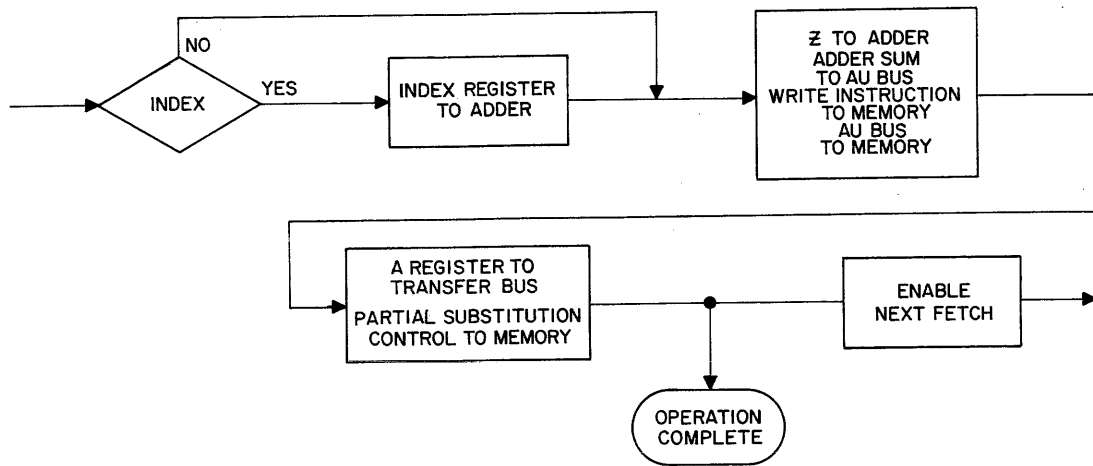 NO
INDEX
YES
INDEX REGISTER
TO ADDER
Ƶ TO ADDER
ADDER SUM
TO AU BUS
WRITE INSTRUCTION
TO MEMORY
AU BUS
TO MEMORY
A REGISTER TO
TRANSFER BUS
PARTIAL SUBSTITUTION
CONTROL TO MEMORY
ENABLE
NEXT FETCH
OPERATION
COMPLETE